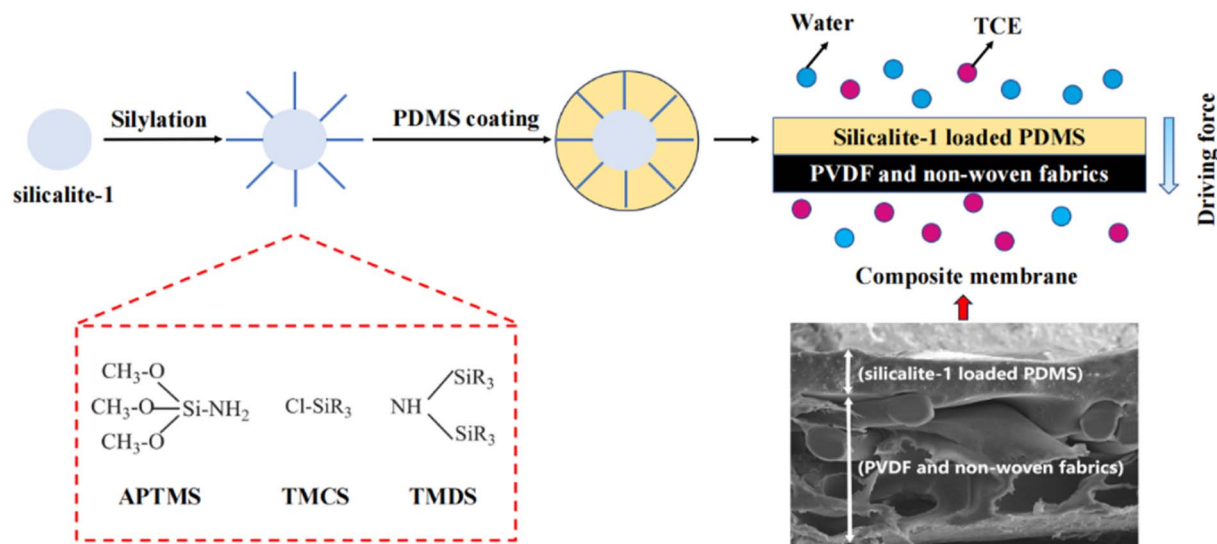 Water
TCE
Silylation
PDMS coating
silicalite-1
Silicalite-1 loaded PDMS
PVDF and non-woven fabrics
Driving force
Composite membrane
CH₃-O
CH₃-O
Si-NH₂
CH₃-O
Cl-SiR₃
SiR₃
NH
SiR₃
APTMS
TMCS
TMDS
(silicalite-1 loaded PDMS)
(PVDF and non-woven fabrics)